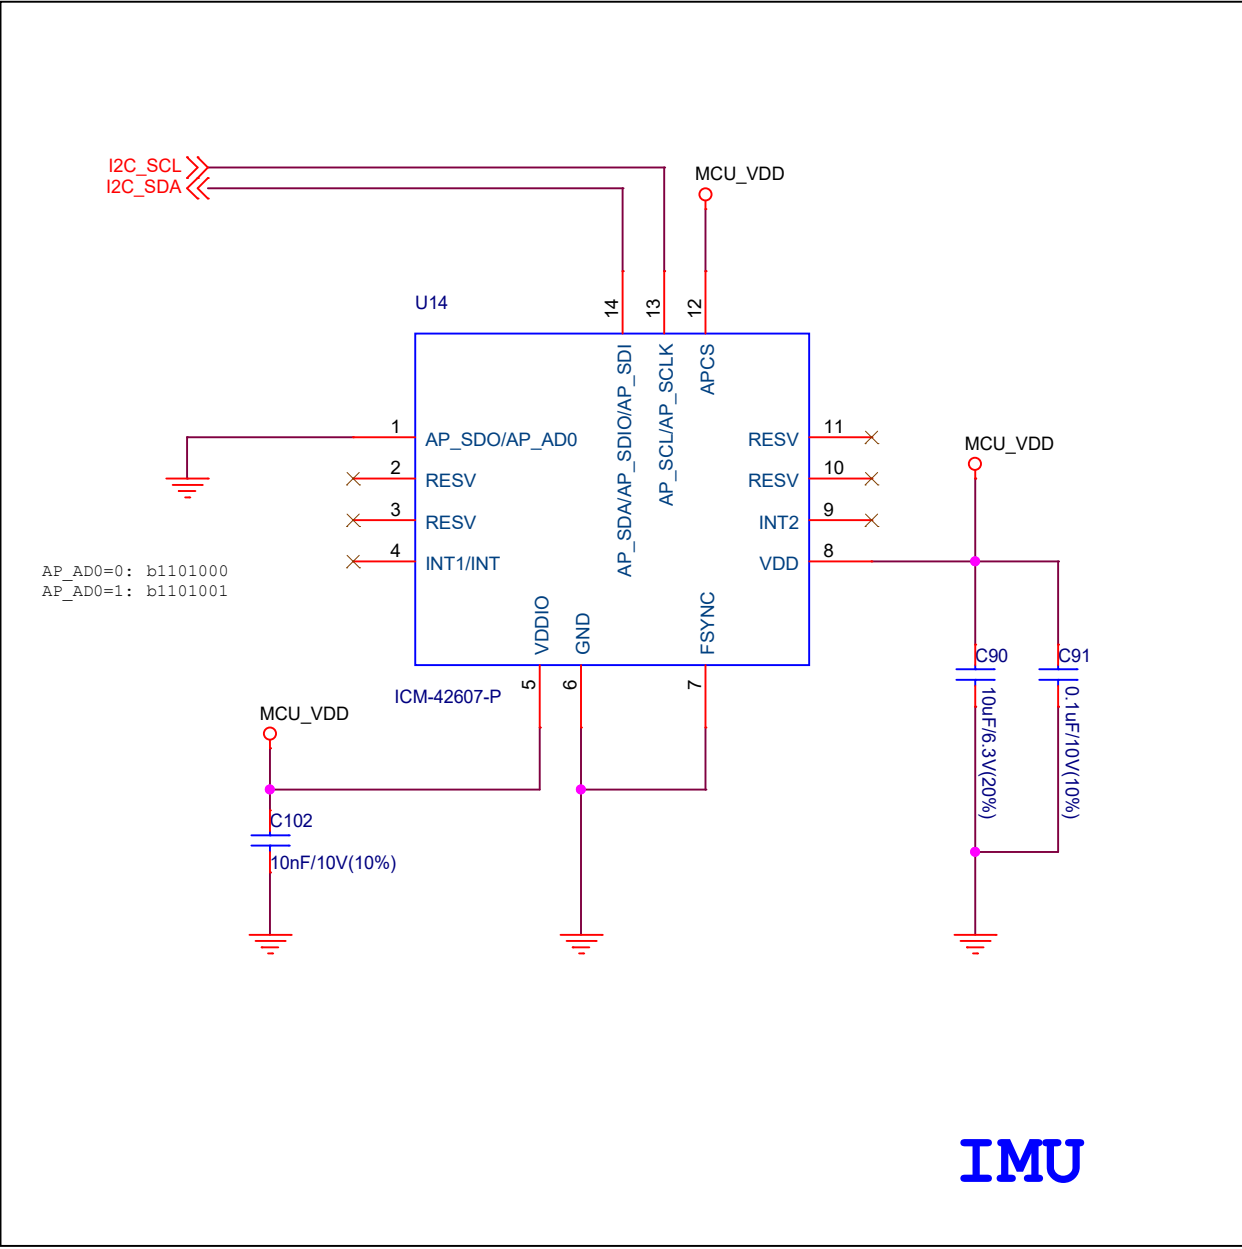 I2C_SCL
I2C_SDA
MCU_VDD
U14
14
13
12
AP_SDA/AP_SDIO/AP_SDI
AP_SCL/AP_SCLK
APCS
1
AP_SDO/AP_AD0
2
RESV
3
RESV
4
INT1/INT
RESV
11
RESV
10
INT2
9
VDD
8
MCU_VDD
AP_AD0=0: b1101000
AP_AD0=1: b1101001
VDDIO
GND
FSYNC
5
6
7
ICM-42607-P
C90
10uF/6.3V(20%)
C91
0.1uF/10V(10%)
MCU_VDD
C102
10nF/10V(10%)
IMU